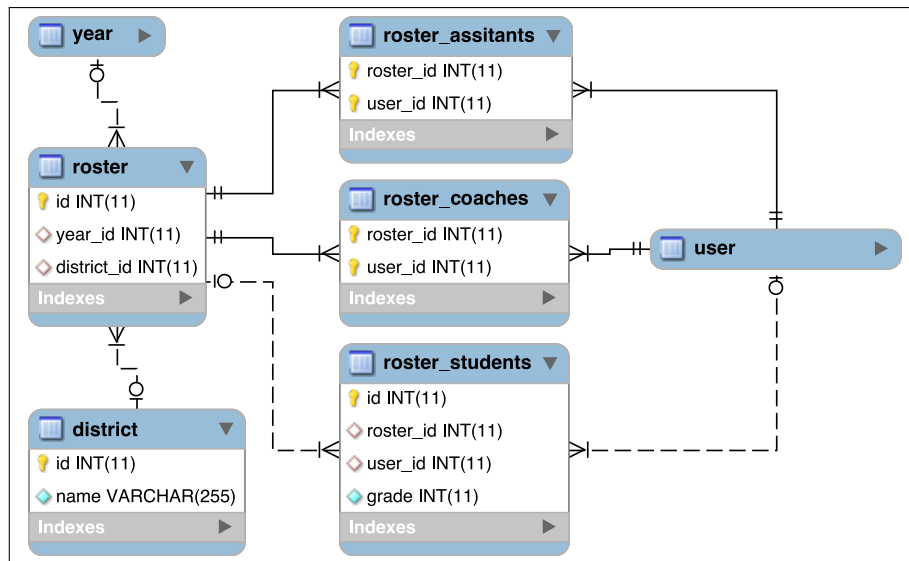 year
roster
id INT(11)
year_id INT(11)
district_id INT(11)
Indexes
district
id INT(11)
name VARCHAR(255)
Indexes
roster_assitants
roster_id INT(11)
user_id INT(11)
Indexes
roster_coaches
roster_id INT(11)
user_id INT(11)
Indexes
roster_students
id INT(11)
roster_id INT(11)
user_id INT(11)
grade INT(11)
Indexes
user